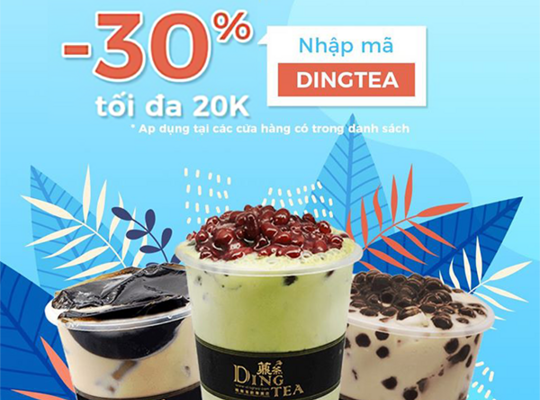 -30%
Nhập mã
DINGTEA
tối đa 20K
* Áp dụng tại các cửa hàng có trong danh sách
DING
TEA